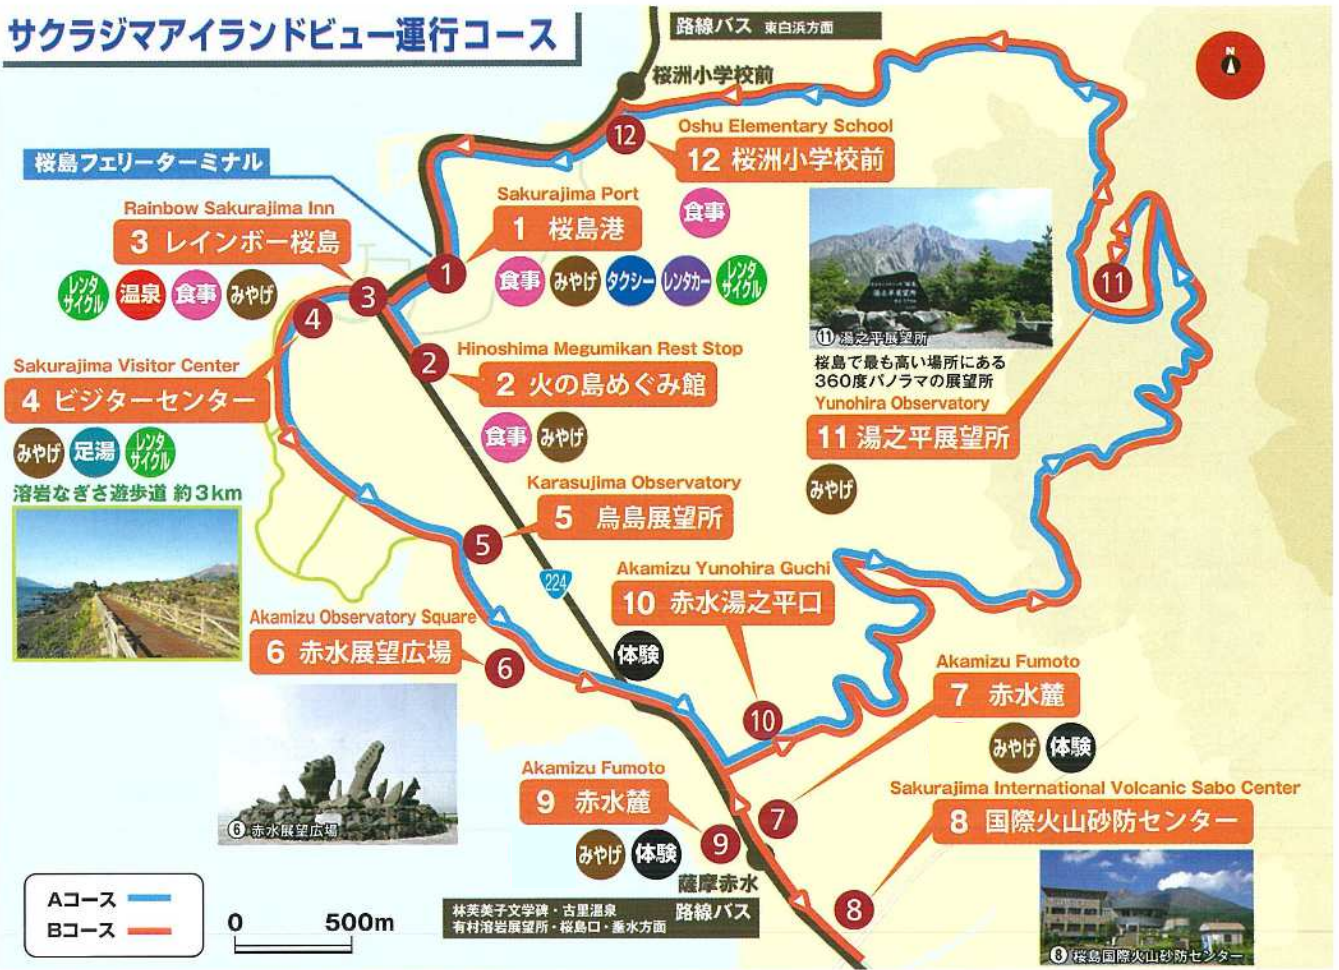 サクラジマアイランドビュー運行コース
路線バス 東白浜方面
N
桜洲小学校前
12
Oshu Elementary School
12 桜洲小学校前
食事
桜島フェリーターミナル
Rainbow Sakurajima Inn
3 レインボー桜島
レンタサイクル
温泉
食事
みやげ
Sakurajima Port
1 桜島港
食事
みやげ
タクシー
レンタカー
レンタサイクル
1
3
4
2
Hinoshima Megumikan Rest Stop
2 火の島めぐみ館
食事
みやげ
Sakurajima Visitor Center
4 ビジターセンター
みやげ
足湯
レンタサイクル
溶岩なぎさ遊歩道 約3km
11
⑪ 湯之平展望所
桜島で最も高い場所にある
360度パノラマの展望所
Yunohira Observatory
11 湯之平展望所
みやげ
Karasujima Observatory
5 烏島展望所
5
224
Akamizu Yunohira Guchi
10 赤水湯之平口
体験
10
Akamizu Observatory Square
6 赤水展望広場
6
⑥ 赤水展望広場
Akamizu Fumoto
7 赤水麓
みやげ
体験
7
Akamizu Fumoto
9 赤水麓
みやげ
体験
9
薩摩赤水
Sakurajima International Volcanic Sabo Center
8 国際火山砂防センター
8
⑧ 桜島国際火山砂防センター
林芙美子文学碑・古里温泉
有村溶岩展望所・桜島口・垂水方面
路線バス
Aコース
Bコース
0 500m